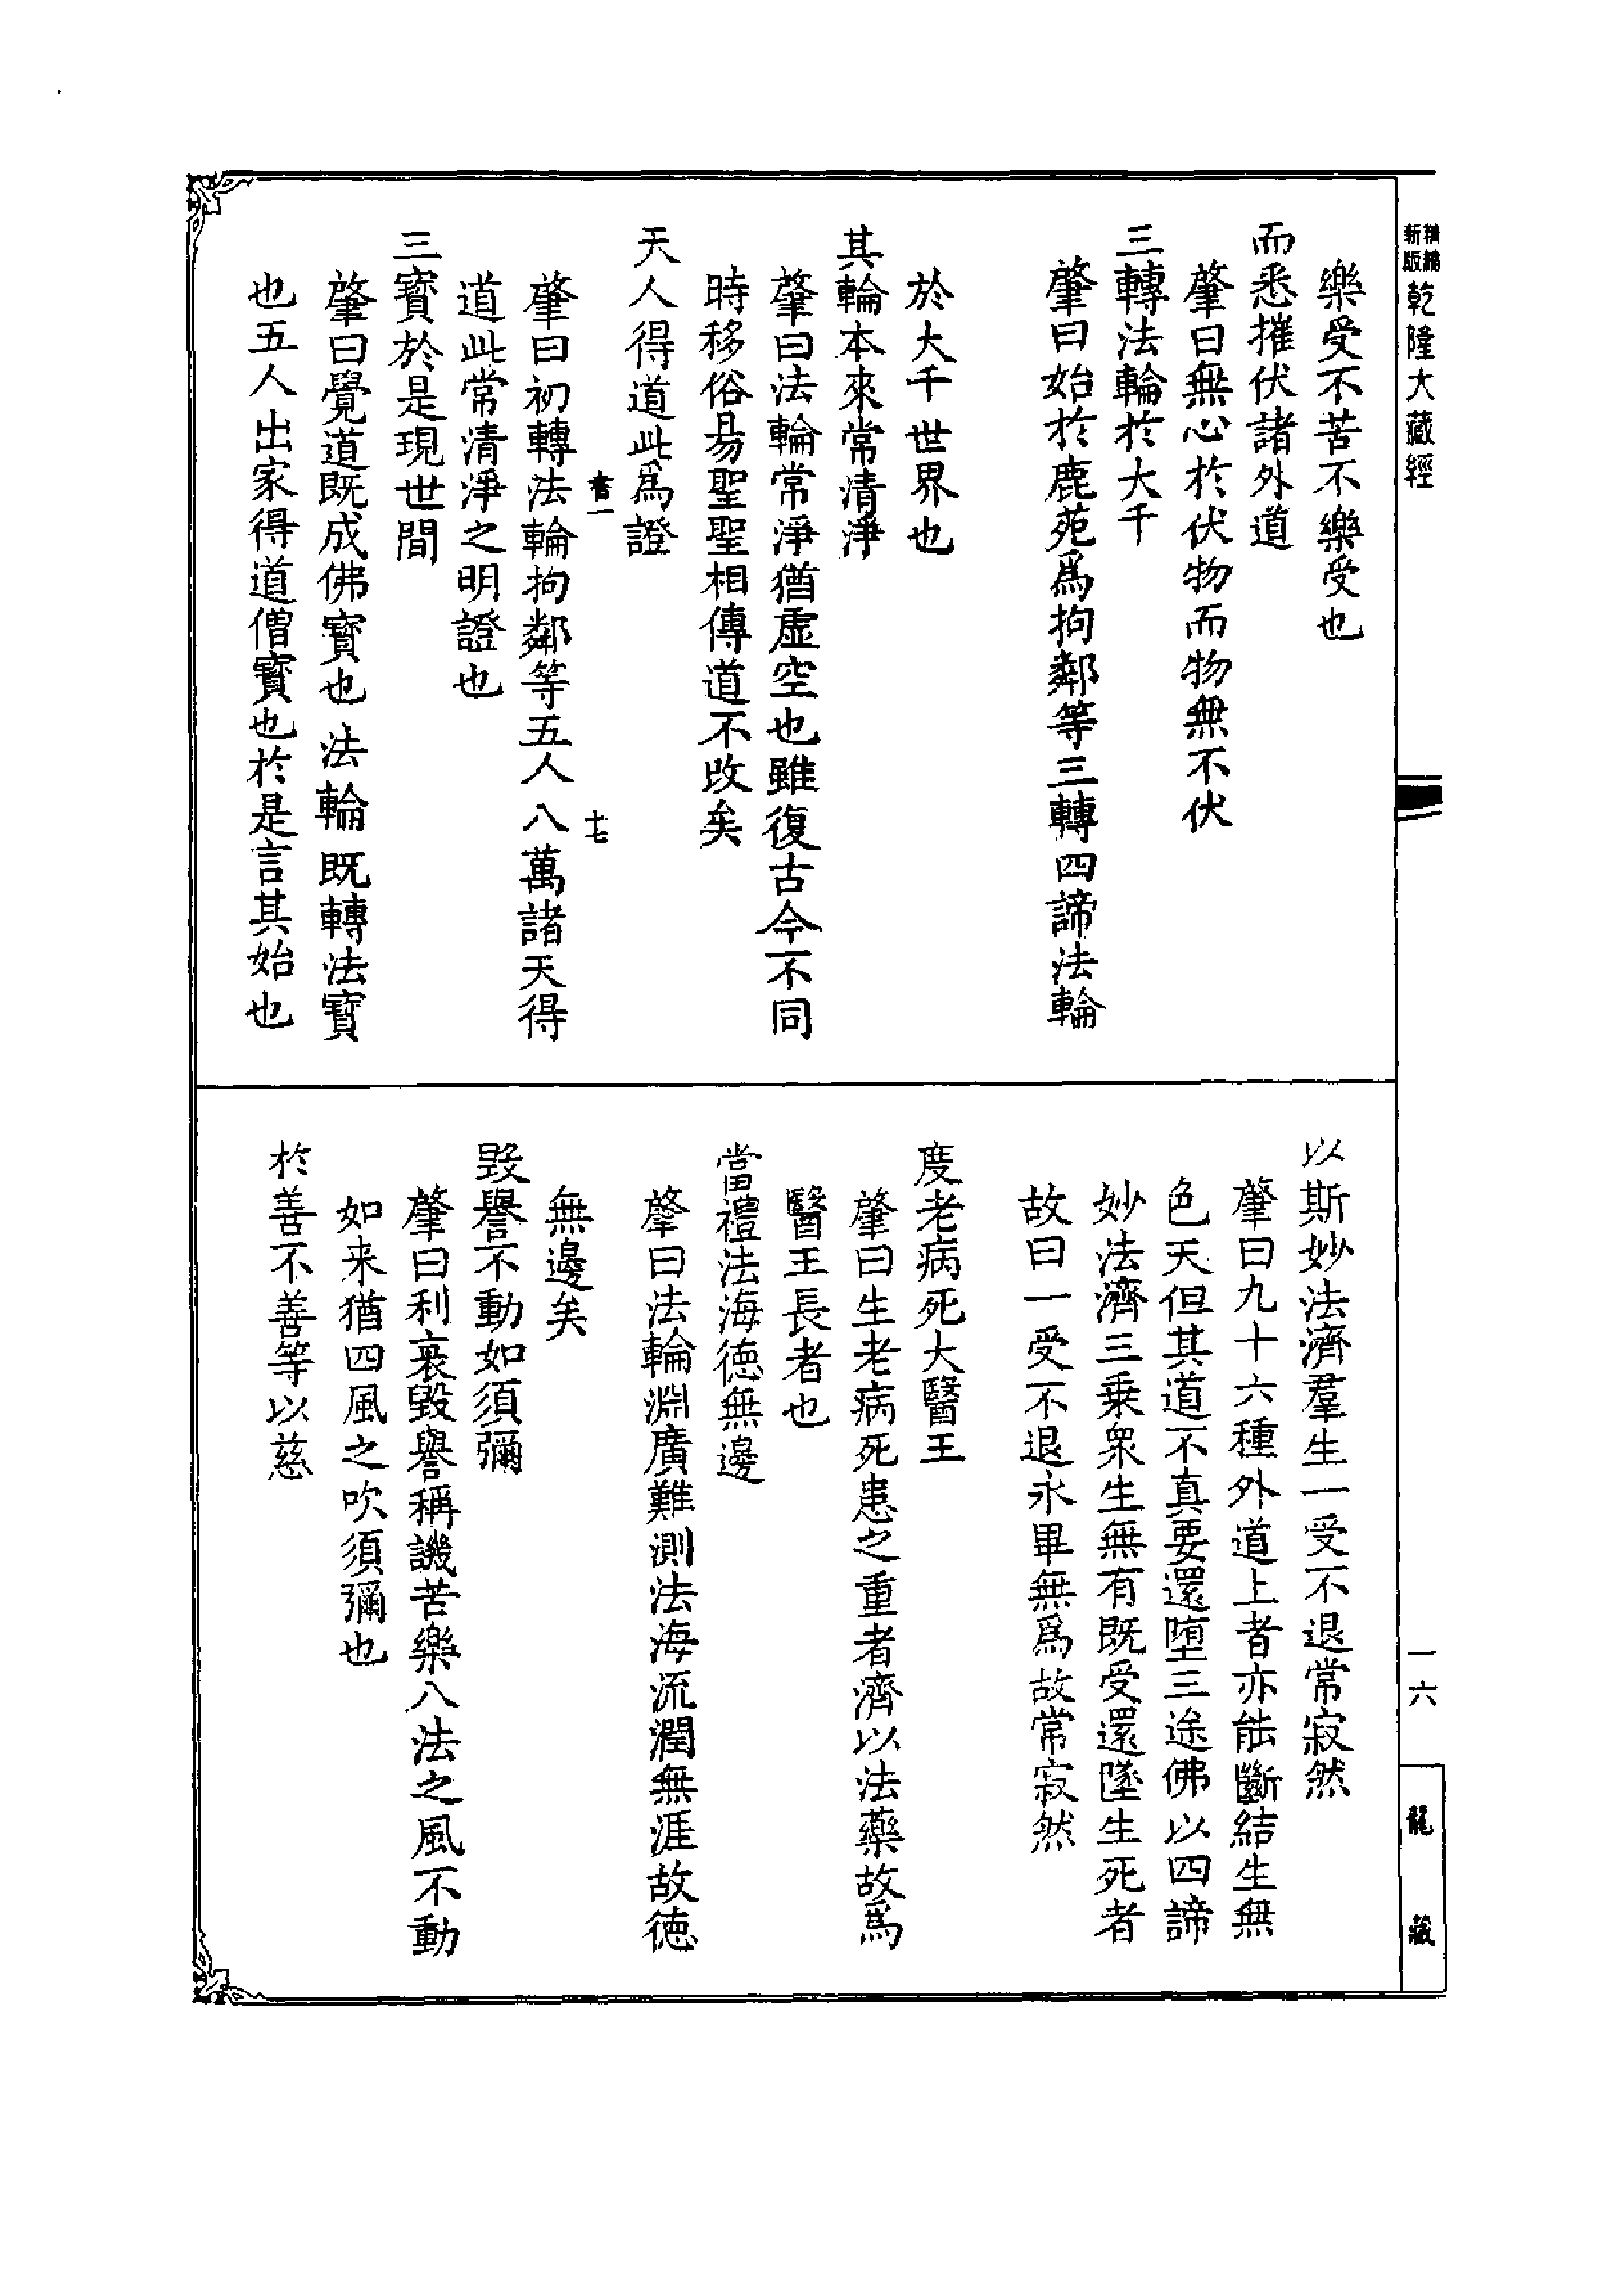 精編
新版
乾隆大藏經
樂受不苦不樂受也
而悉摧伏諸外道
肇曰無心於伏物而物無不伏
三轉法輪於大千
肇曰始於鹿苑爲拘鄰等三轉四諦法輪
於大千世界也
其輪本來常清淨
肇曰法輪常淨猶虛空也雖復古今不同
時移俗易聖聖相傳道不改矣
天人得道此爲證
書一
十七
肇曰初轉法輪拘鄰等五人八萬諸天得
道此常清淨之明證也
三寶於是現世間
肇曰覺道既成佛寶也法輪既轉法寶
也五人出家得道僧寶也於是言其始也
以斯妙法濟羣生一受不退常寂然
肇曰九十六種外道上者亦能斷結生無
色天但其道不真要還墮三途佛以四諦
妙法濟三乘衆生無有既受還墜生死者
故曰一受不退永畢無爲故常寂然
度老病死大醫王
肇曰生老病死患之重者濟以法藥故爲
醫王長者也
當禮法海德無邊
肇曰法輪淵廣難測法海流潤無涯故德
無邊矣
毀譽不動如須彌
肇曰利衰毀譽稱譏苦樂八法之風不動
如来猶四風之吹須彌也
於善不善等以慈
一六
龍藏